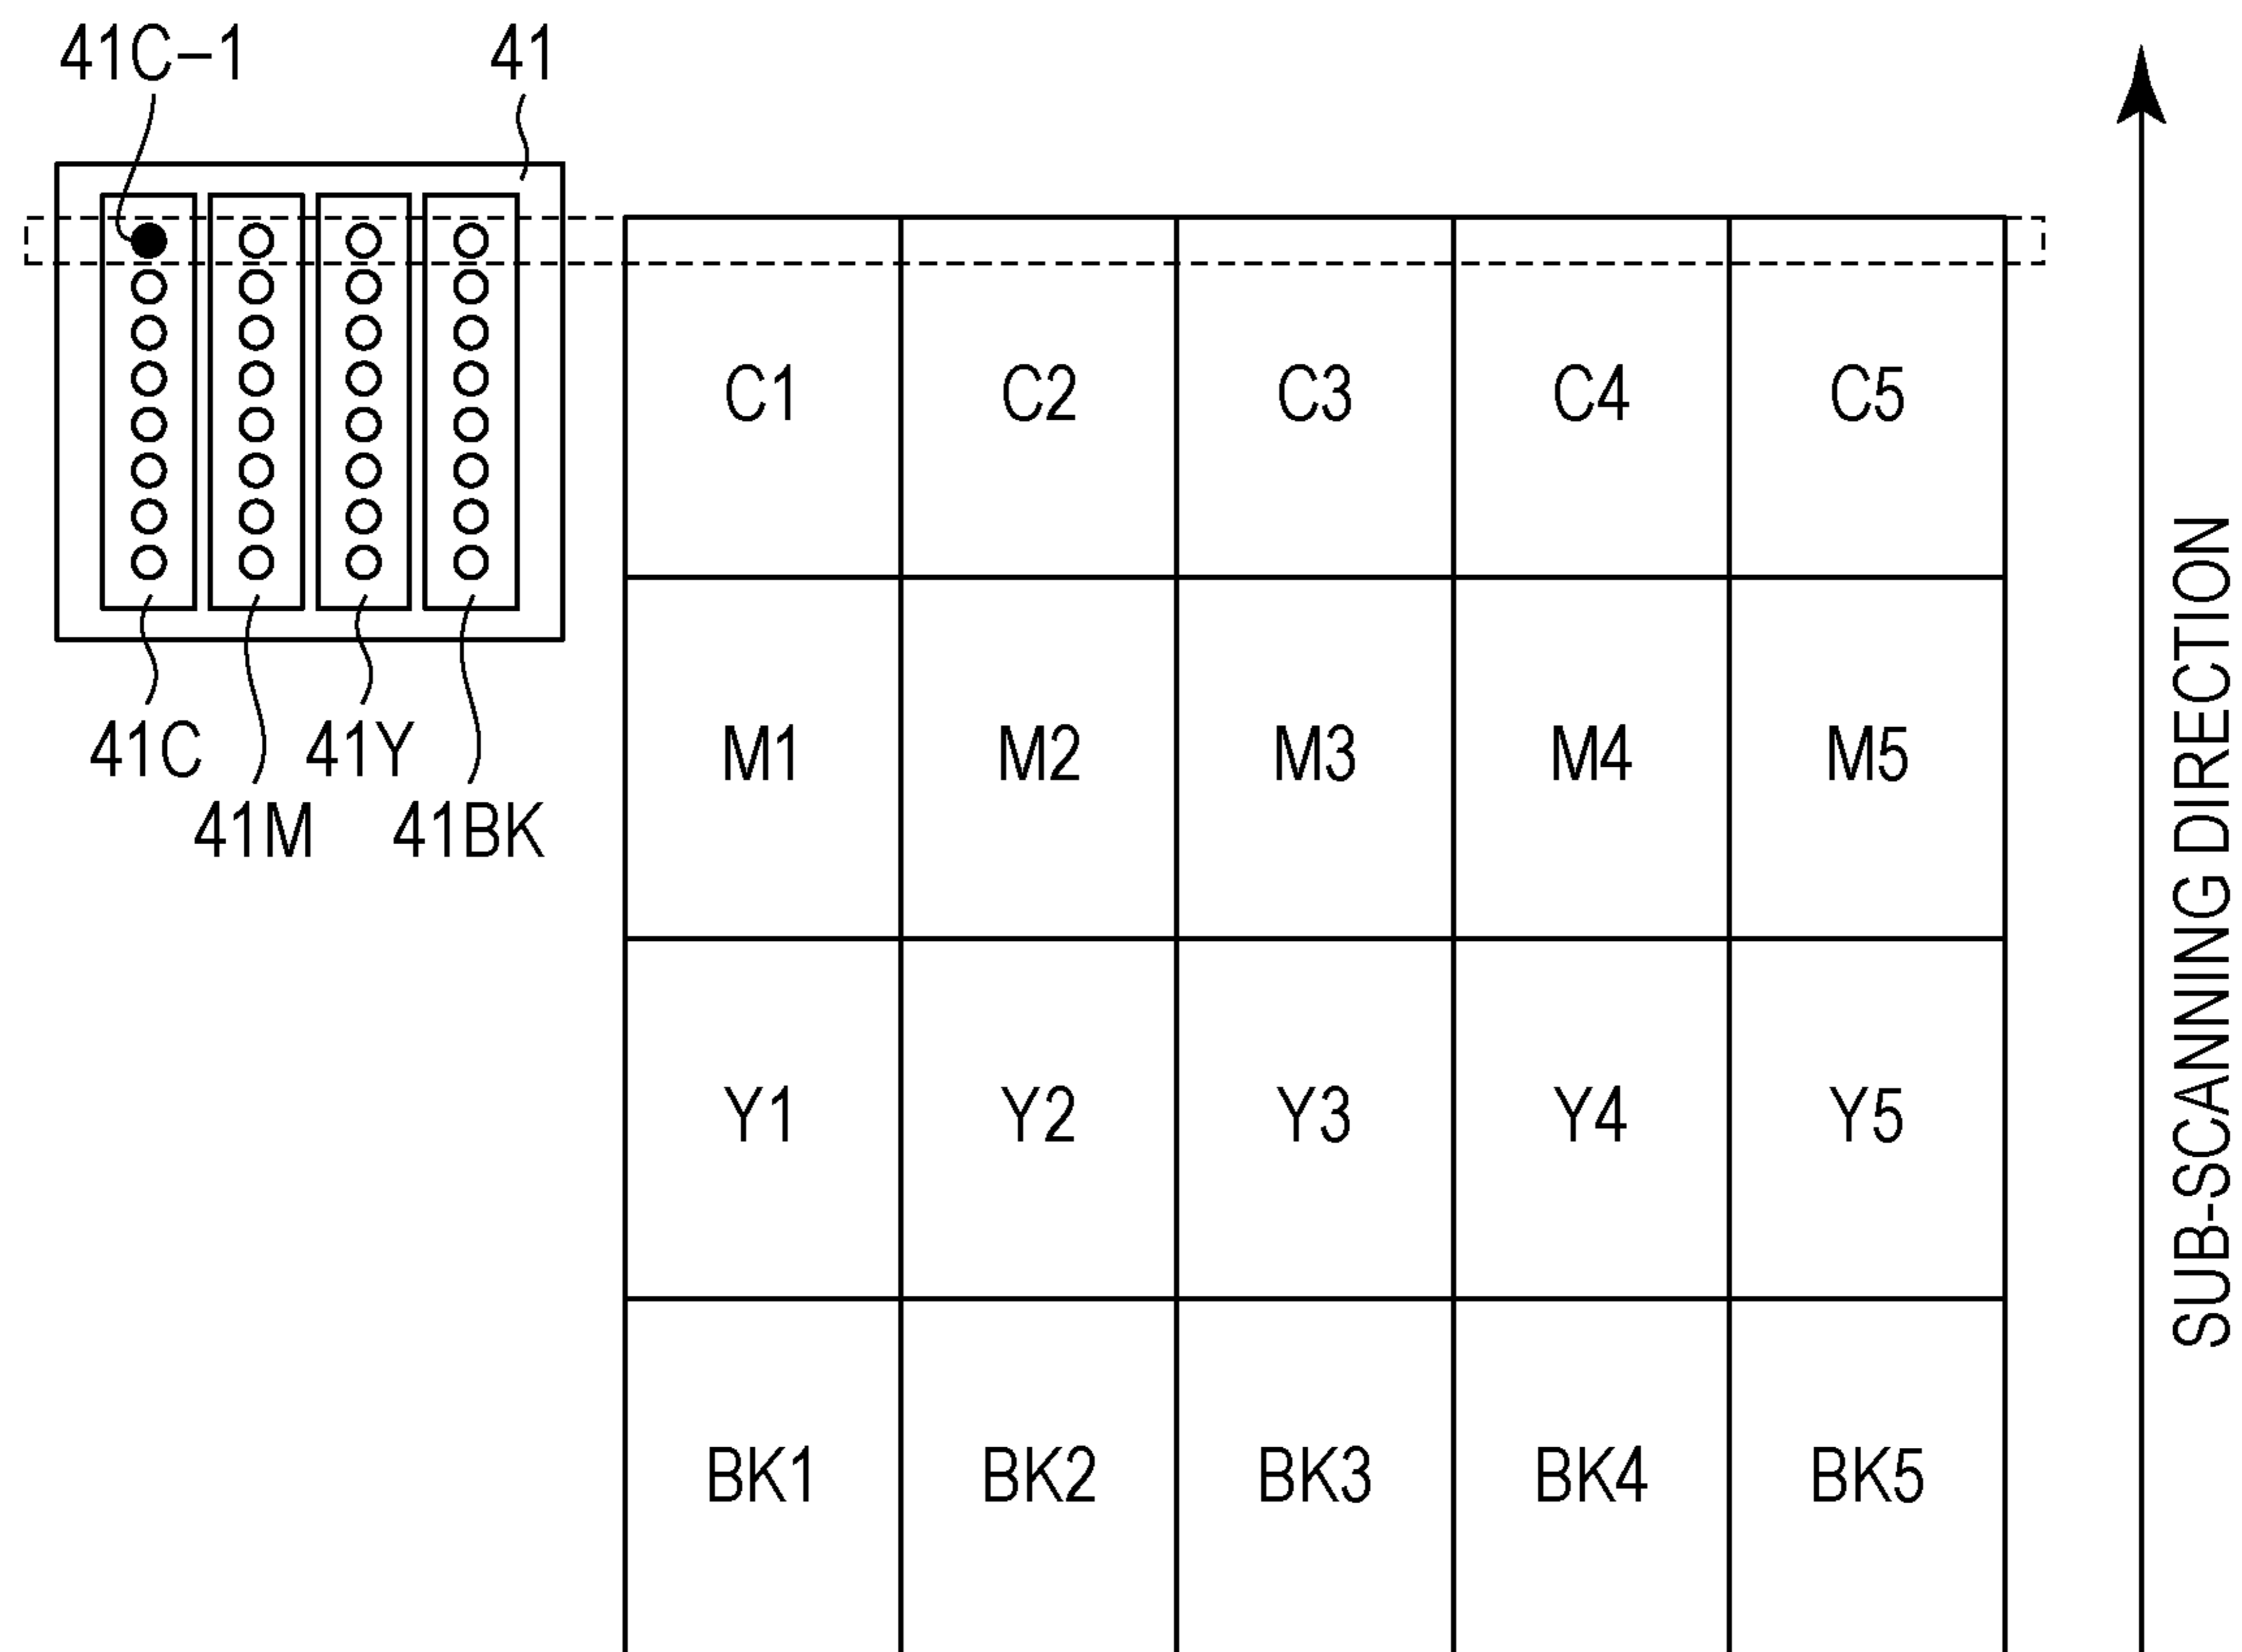 41C-1 41
C1 C2 C3 C4 C5
M1 M2 M3 M4 M5
41C 41Y
41M 41BK
Y1 Y2 Y3 Y4 Y5
BK1 BK2 BK3 BK4 BK5
SUB-SCANNING DIRECTION